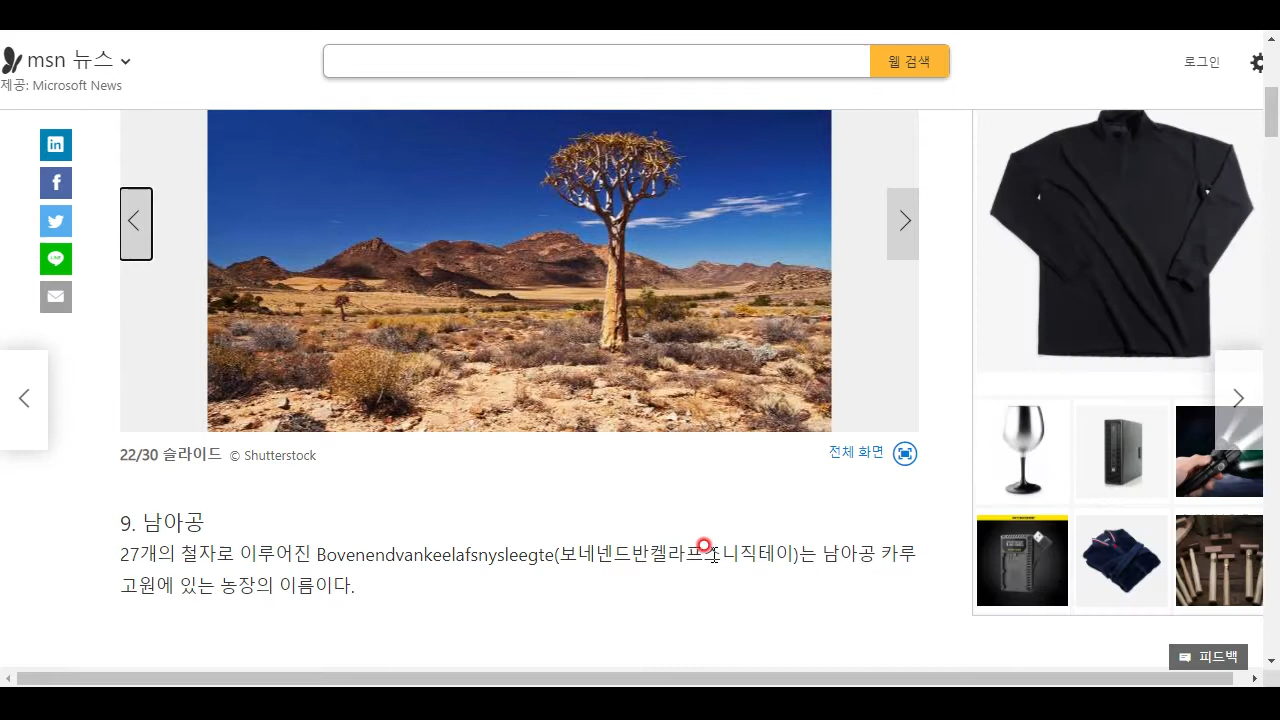 msn 뉴스
제공: Microsoft News
웹 검색
로그인
in
f
LINE
22/30 슬라이드 © Shutterstock
전체 화면
9. 남아공
27개의 철자로 이루어진 Bovenendvankeelafsnysleegte(보네넨드반켈라프스니직테이)는 남아공 카루
고원에 있는 농장의 이름이다.
피드백